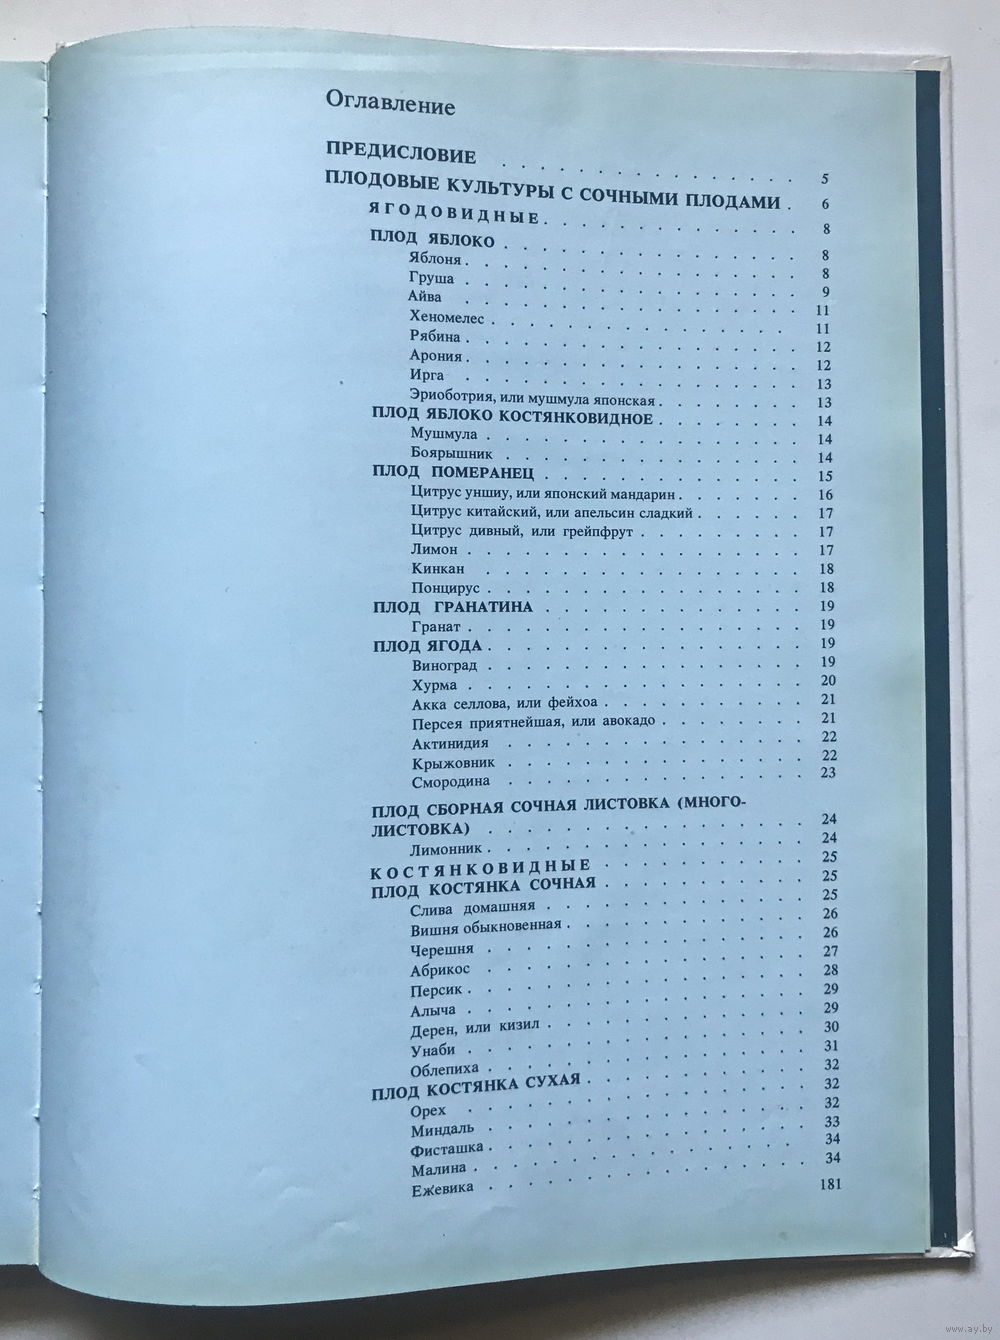 Оглавление
ПРЕДИСЛОВИЕ . . . . . . . . . . . . . . . 5
ПЛОДОВЫЕ КУЛЬТУРЫ С СОЧНЫМИ ПЛОДАМИ . 6
ЯГОДОВИДНЫЕ . . . . . . . . . . . . . 8
ПЛОД ЯБЛОКО . . . . . . . . . . . . . . . 8
Яблоня . . . . . . . . . . . . . . . . . 8
Груша . . . . . . . . . . . . . . . . . 9
Айва . . . . . . . . . . . . . . . . . 11
Хеномелес . . . . . . . . . . . . . . . . 11
Рябина . . . . . . . . . . . . . . . . . 12
Арония . . . . . . . . . . . . . . . . . 12
Ирга . . . . . . . . . . . . . . . . . 13
Эриоботрия, или мушмула японская . . . . . . . . 13
ПЛОД ЯБЛОКО КОСТЯНКОВИДНОЕ . . . . . . . . 14
Мушмула . . . . . . . . . . . . . . . . . 14
Боярышник . . . . . . . . . . . . . . . . 14
ПЛОД ПОМЕРАНЕЦ . . . . . . . . . . . . . . 15
Цитрус уншиу, или японский мандарин . . . . . . . 16
Цитрус китайский, или апельсин сладкий . . . . . . 17
Цитрус дивный, или грейпфрут . . . . . . . . . 17
Лимон . . . . . . . . . . . . . . . . . . 17
Кинкан . . . . . . . . . . . . . . . . . 18
Понцирус . . . . . . . . . . . . . . . . . 18
ПЛОД ГРАНАТИНА . . . . . . . . . . . . . . 19
Гранат . . . . . . . . . . . . . . . . . . 19
ПЛОД ЯГОДА . . . . . . . . . . . . . . . . . 19
Виноград . . . . . . . . . . . . . . . . . 19
Хурма . . . . . . . . . . . . . . . . . . 20
Акка селлова, или фейхоа . . . . . . . . . . . 21
Персея приятнейшая, или авокадо . . . . . . . . 21
Актинидия . . . . . . . . . . . . . . . . 22
Крыжовник . . . . . . . . . . . . . . . . 22
Смородина . . . . . . . . . . . . . . . . 23
ПЛОД СБОРНАЯ СОЧНАЯ ЛИСТОВКА (МНОГО-
ЛИСТОВКА) . . . . . . . . . . . . . . . . . 24
Лимонник . . . . . . . . . . . . . . . . . 24
КОСТЯНКОВИДНЫЕ . . . . . . . . . . . 25
ПЛОД КОСТЯНКА СОЧНАЯ . . . . . . . . . . . 25
Слива домашняя . . . . . . . . . . . . . . 25
Вишня обыкновенная . . . . . . . . . . . . . 26
Черешня . . . . . . . . . . . . . . . . . 26
Абрикос . . . . . . . . . . . . . . . . . 27
Персик . . . . . . . . . . . . . . . . . . 28
Алыча . . . . . . . . . . . . . . . . . . 29
Дерен, или кизил . . . . . . . . . . . . . . 29
Унаби . . . . . . . . . . . . . . . . . . 30
Облепиха . . . . . . . . . . . . . . . . . 31
ПЛОД КОСТЯНКА СУХАЯ . . . . . . . . . . . . 32
Орех . . . . . . . . . . . . . . . . . . 32
Миндаль . . . . . . . . . . . . . . . . . 32
Фисташка . . . . . . . . . . . . . . . . . 33
Малина . . . . . . . . . . . . . . . . . 34
Ежевика . . . . . . . . . . . . . . . . . 34
181
www.ay.by